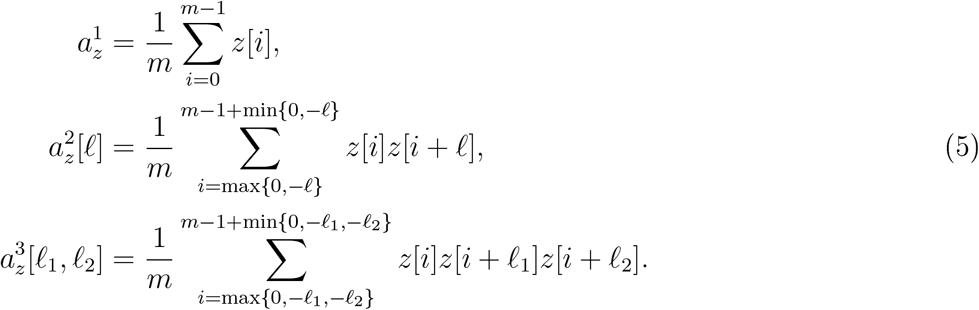 a_z^1 = \frac{1}{m} \sum_{i=0}^{m-1} z[i],
a_z^2[\ell] = \frac{1}{m} \sum_{i=\max\{0,-\ell\}}^{m-1+\min\{0,-\ell\}} z[i]z[i+\ell], (5)
a_z^3[\ell_1, \ell_2] = \frac{1}{m} \sum_{i=\max\{0,-\ell_1,-\ell_2\}}^{m-1+\min\{0,-\ell_1,-\ell_2\}} z[i]z[i+\ell_1]z[i+\ell_2].